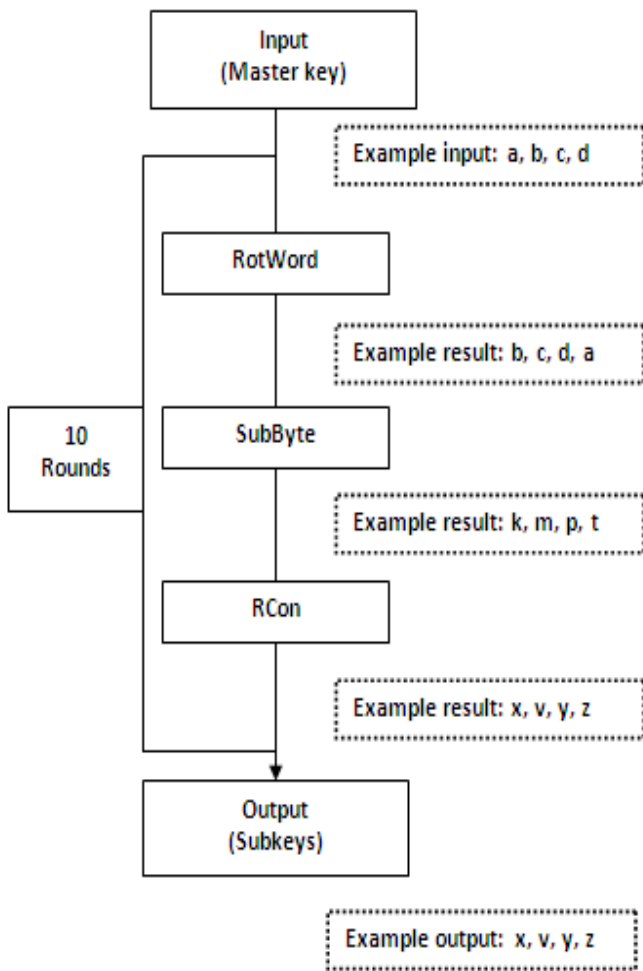 Input
(Master key)
Example input: a, b, c, d
RotWord
Example result: b, c, d, a
10
Rounds
SubByte
Example result: k, m, p, t
RCon
Example result: x, v, y, z
Output
(Subkeys)
Example output: x, v, y, z